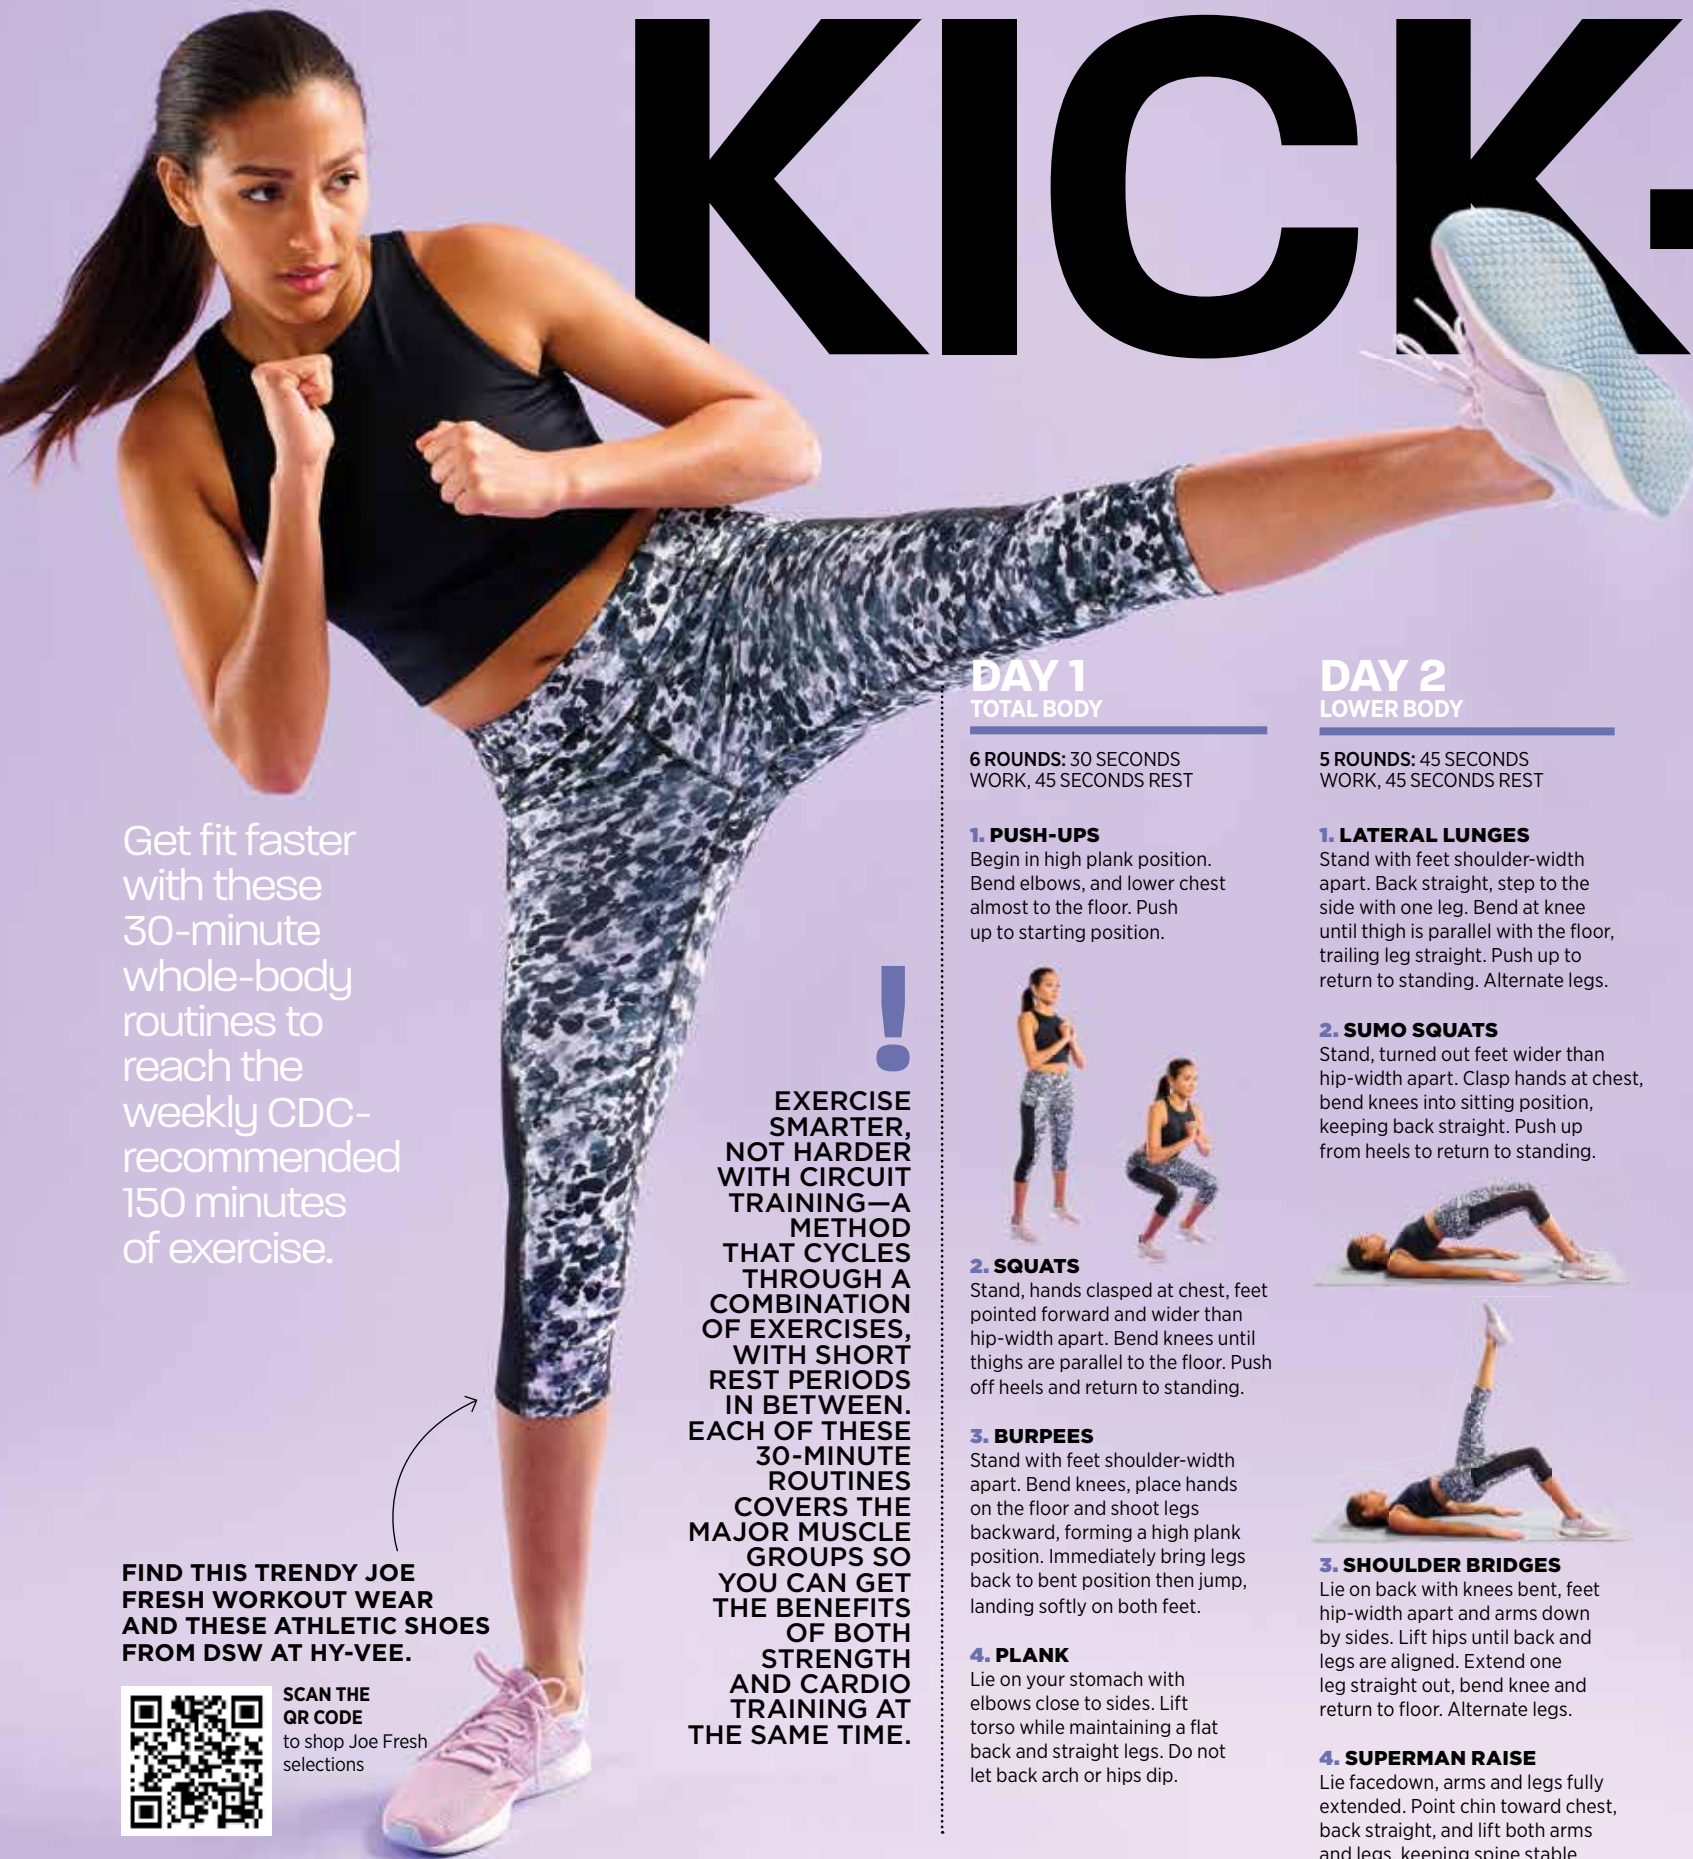 KICK-
Get fit faster
with these
30-minute
whole-body
routines to
reach the
weekly CDC-
recommended
150 minutes
of exercise.
FIND THIS TRENDY JOE
FRESH WORKOUT WEAR
AND THESE ATHLETIC SHOES
FROM DSW AT HY-VEE.
SCAN THE
QR CODE
to shop Joe Fresh
selections
!
EXERCISE
SMARTER,
NOT HARDER
WITH CIRCUIT
TRAINING—A
METHOD
THAT CYCLES
THROUGH A
COMBINATION
OF EXERCISES,
WITH SHORT
REST PERIODS
IN BETWEEN.
EACH OF THESE
30-MINUTE
ROUTINES
COVERS THE
MAJOR MUSCLE
GROUPS SO
YOU CAN GET
THE BENEFITS
OF BOTH
STRENGTH
AND CARDIO
TRAINING AT
THE SAME TIME.
DAY 1
TOTAL BODY
6 ROUNDS: 30 SECONDS
WORK, 45 SECONDS REST
1. PUSH-UPS
Begin in high plank position.
Bend elbows, and lower chest
almost to the floor. Push
up to starting position.
2. SQUATS
Stand, hands clasped at chest, feet
pointed forward and wider than
hip-width apart. Bend knees until
thighs are parallel to the floor. Push
off heels and return to standing.
3. BURPEES
Stand with feet shoulder-width
apart. Bend knees, place hands
on the floor and shoot legs
backward, forming a high plank
position. Immediately bring legs
back to bent position then jump,
landing softly on both feet.
4. PLANK
Lie on your stomach with
elbows close to sides. Lift
torso while maintaining a flat
back and straight legs. Do not
let back arch or hips dip.
DAY 2
LOWER BODY
5 ROUNDS: 45 SECONDS
WORK, 45 SECONDS REST
1. LATERAL LUNGES
Stand with feet shoulder-width
apart. Back straight, step to the
side with one leg. Bend at knee
until thigh is parallel with the floor,
trailing leg straight. Push up to
return to standing. Alternate legs.
2. SUMO SQUATS
Stand, turned out feet wider than
hip-width apart. Clasp hands at chest,
bend knees into sitting position,
keeping back straight. Push up
from heels to return to standing.
3. SHOULDER BRIDGES
Lie on back with knees bent, feet
hip-width apart and arms down
by sides. Lift hips until back and
legs are aligned. Extend one
leg straight out, bend knee and
return to floor. Alternate legs.
4. SUPERMAN RAISE
Lie facedown, arms and legs fully
extended. Point chin toward chest,
back straight, and lift both arms
and legs, keeping spine stable